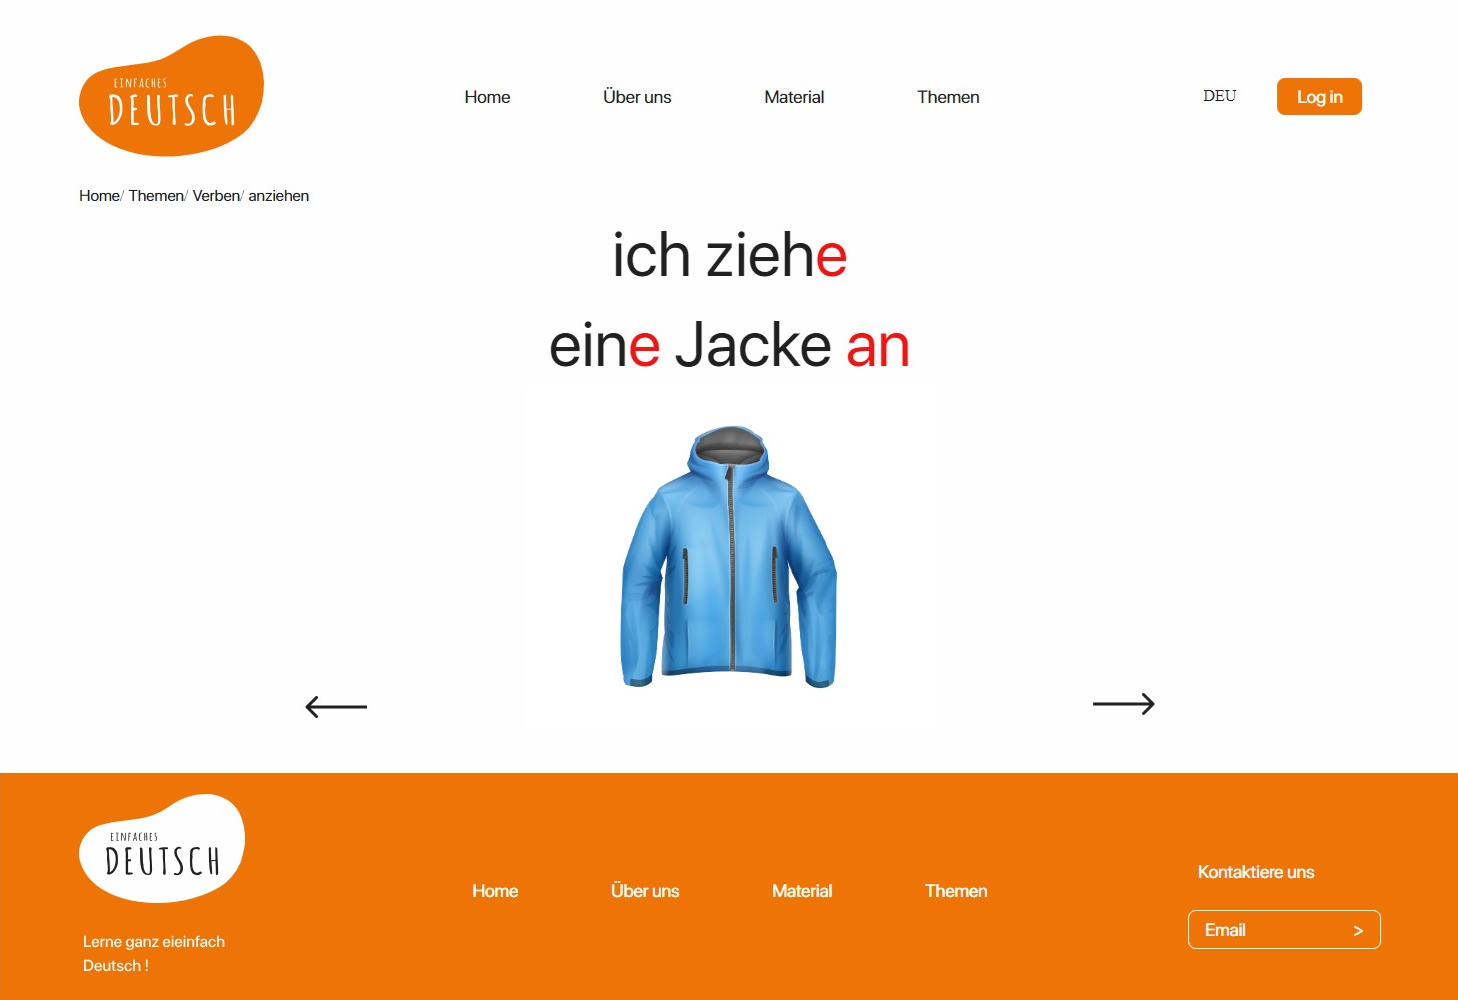 EINFACHES
DEUTSCH
Home
Über uns
Material
Themen
DEU
Log in
Home/ Themen/ Verben/ anziehen
ich ziehe
eine Jacke an
EINFACHES
DEUTSCH
Lerne ganz eieinfach
Deutsch !
Home
Über uns
Material
Themen
Kontaktiere uns
Email >